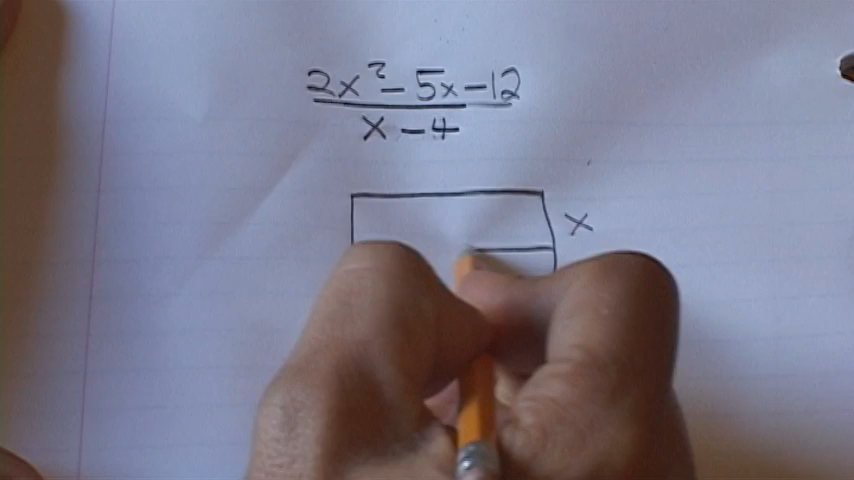 2x² - 5x - 12
x - 4
x